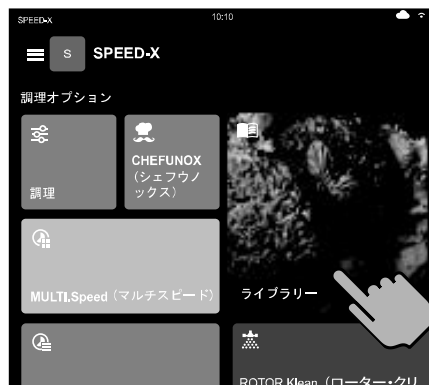 SPEED-X
10:10
S
SPEED-X
調理オプション
調理
CHEFUNOX
(シェフウノ
ックス)
MULTI.Speed (マルチスピード)
ライブラリー
ROTOR.Klean (ローター・クリ